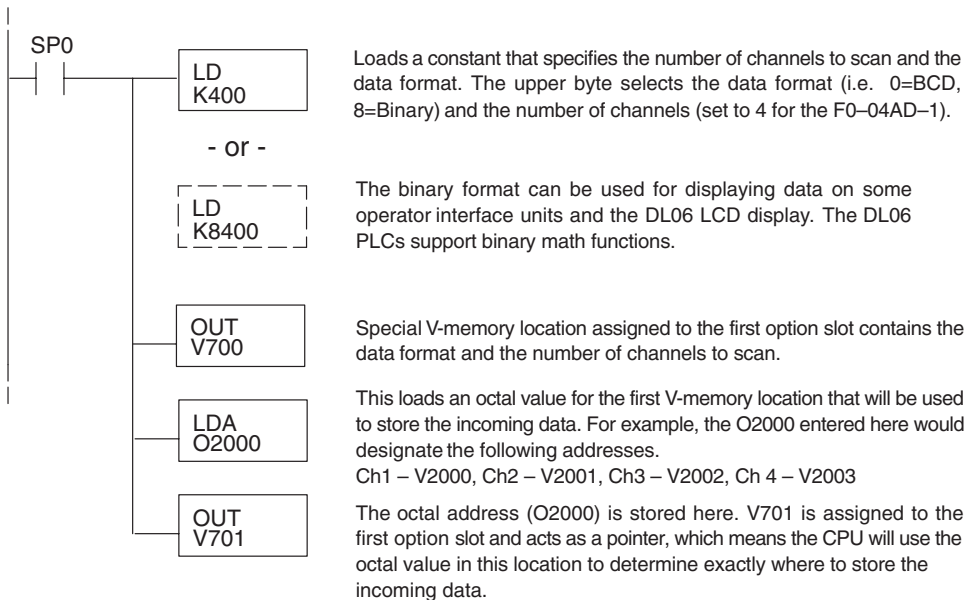 SP0
LD
K400
Loads a constant that specifies the number of channels to scan and the
data format. The upper byte selects the data format (i.e. 0=BCD,
8=Binary) and the number of channels (set to 4 for the F0–04AD–1).
- or -
LD
K8400
The binary format can be used for displaying data on some
operator interface units and the DL06 LCD display. The DL06
PLCs support binary math functions.
OUT
V700
Special V-memory location assigned to the first option slot contains the
data format and the number of channels to scan.
LDA
O2000
This loads an octal value for the first V-memory location that will be used
to store the incoming data. For example, the O2000 entered here would
designate the following addresses.
Ch1 – V2000, Ch2 – V2001, Ch3 – V2002, Ch 4 – V2003
OUT
V701
The octal address (O2000) is stored here. V701 is assigned to the
first option slot and acts as a pointer, which means the CPU will use the
octal value in this location to determine exactly where to store the
incoming data.